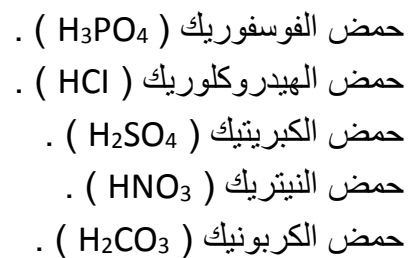 حمض الفوسفوريك ( H₃PO₄ ) .
حمض الهيدروكلوريك ( HCl ) .
حمض الكبريتيك ( H₂SO₄ ) .
حمض النيتريك ( HNO₃ ) .
حمض الكربونيك ( H₂CO₃ ) .